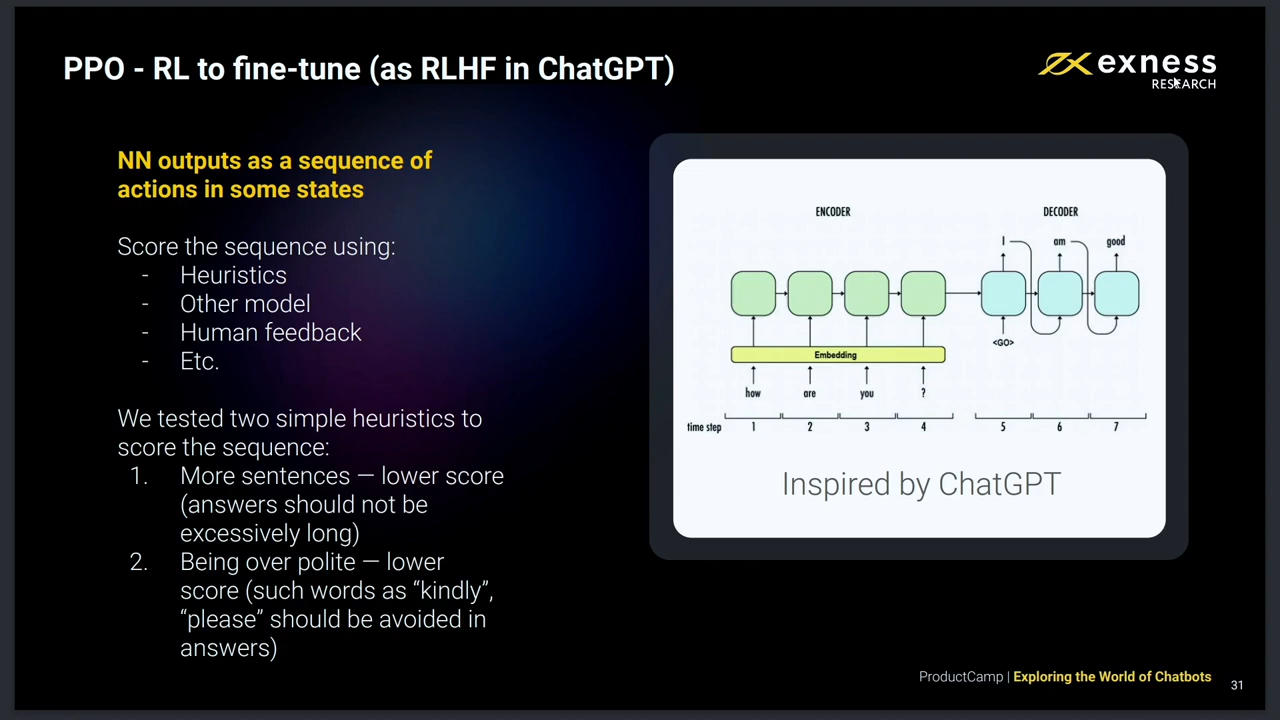 PPO - RL to fine-tune (as RLHF in ChatGPT)
exness
RESEARCH
NN outputs as a sequence of
actions in some states
Score the sequence using:
- Heuristics
- Other model
- Human feedback
- Etc.
We tested two simple heuristics to
score the sequence:
1. More sentences — lower score
(answers should not be
excessively long)
2. Being over polite — lower
score (such words as “kindly”,
“please” should be avoided in
answers)
ENCODER DECODER
I am good
<GO>
Embedding
how are you ?
time step 1 2 3 4 5 6 7
Inspired by ChatGPT
ProductCamp | Exploring the World of Chatbots
31